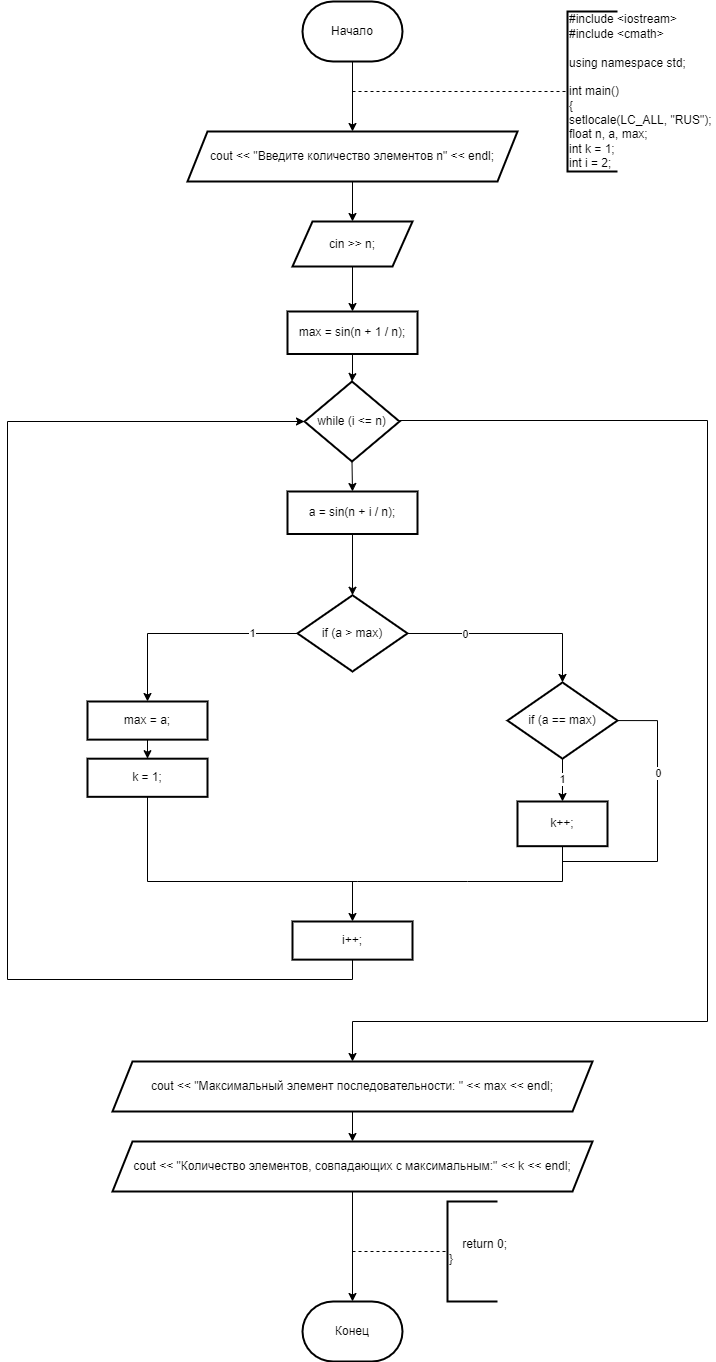 Начало
#include <iostream>
#include <cmath>
using namespace std;
int main()
{
setlocale(LC_ALL, "RUS");
float n, a, max;
int k = 1;
int i = 2;
cout << "Введите количество элементов n" << endl;
cin >> n;
max = sin(n + 1 / n);
while (i <= n)
a = sin(n + i / n);
if (a > max)
1
0
max = a;
if (a == max)
k = 1;
0
1
k++;
i++;
cout << "Максимальный элемент последовательности: " << max << endl;
cout << "Количество элементов, совпадающих с максимальным:" << k << endl;
return 0;
}
Конец